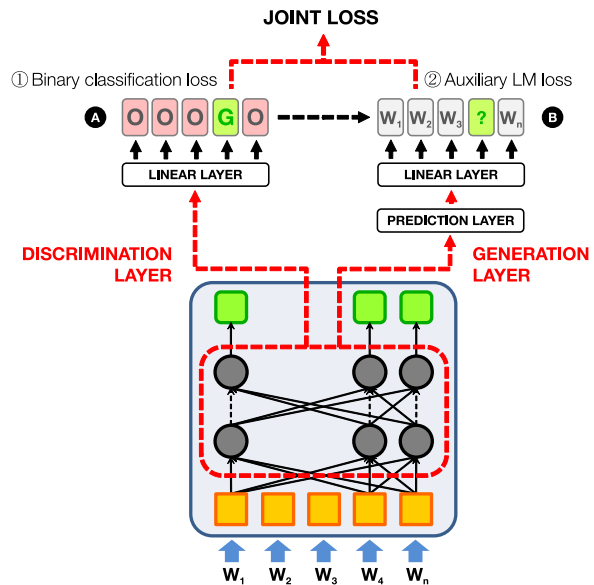 JOINT LOSS
① Binary classification loss
② Auxiliary LM loss
A O O O G O
W1 W2 W3 ? Wn B
LINEAR LAYER
LINEAR LAYER
PREDICTION LAYER
DISCRIMINATION
LAYER
GENERATION
LAYER
W1 W2 W3 W4 Wn